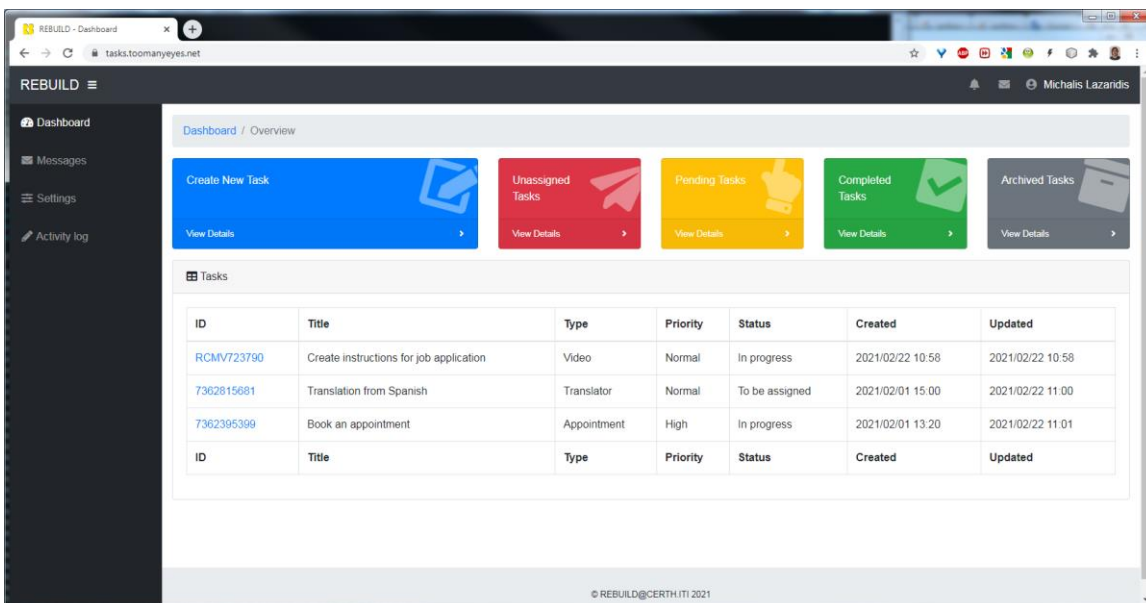 REBUILD - Dashboard
tasks.toomanyeyes.net
REBUILD
Michalis Lazaridis
Dashboard
Messages
Settings
Activity log
Dashboard / Overview
Create New Task
View Details
Unassigned
Tasks
View Details
Pending Tasks
View Details
Completed
Tasks
View Details
Archived Tasks
View Details
Tasks
ID Title Type Priority Status Created Updated
RCMV723790 Create instructions for job application Video Normal In progress 2021/02/22 10:58 2021/02/22 10:58
7362815681 Translation from Spanish Translator Normal To be assigned 2021/02/01 15:00 2021/02/22 11:00
7362395399 Book an appointment Appointment High In progress 2021/02/01 13:20 2021/02/22 11:01
ID Title Type Priority Status Created Updated
© REBUILD@CERTH.ITI 2021